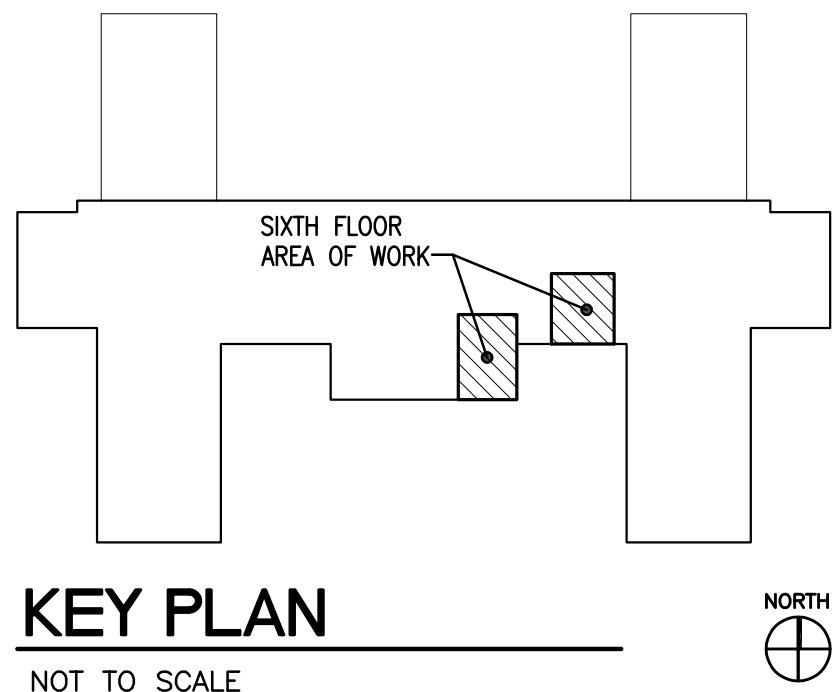 SIXTH FLOOR
AREA OF WORK
KEY PLAN
NORTH
NOT TO SCALE